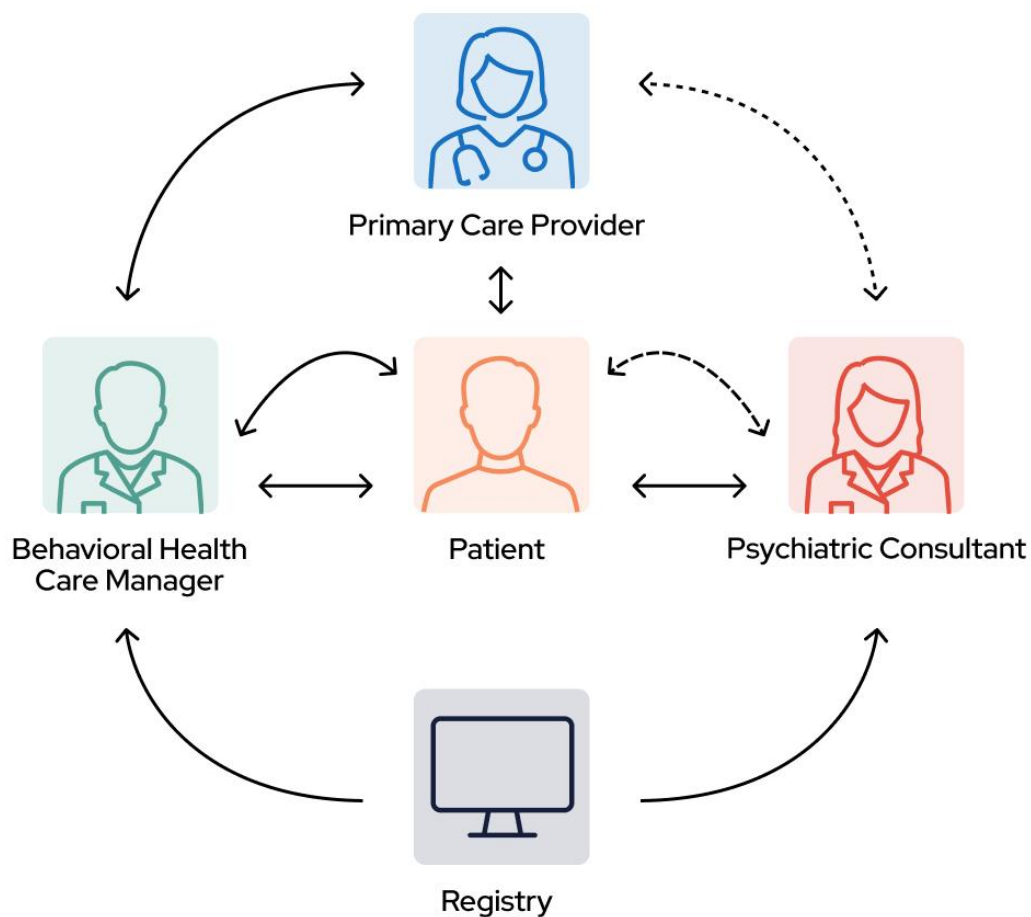 Primary Care Provider
Behavioral Health
Care Manager
Patient
Psychiatric Consultant
Registry